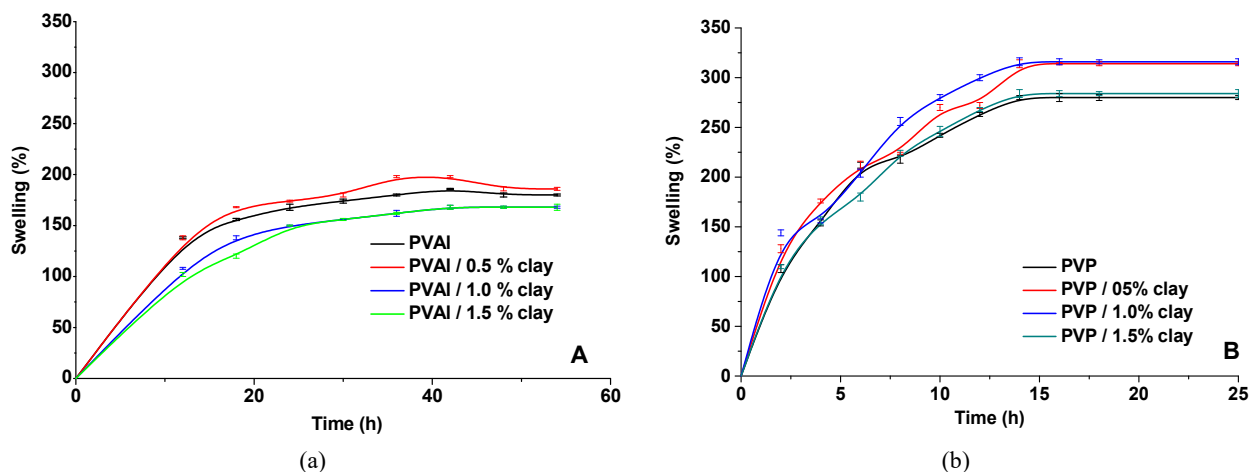 350
300
250
200
150
100
50
0
Swelling (%)
0
20
40
60
Time (h)
PVAl
PVAl / 0.5 % clay
PVAl / 1.0 % clay
PVAl / 1.5 % clay
A
(a)
350
300
250
200
150
100
50
0
Swelling (%)
0
5
10
15
20
25
Time (h)
PVP
PVP / 05% clay
PVP / 1.0% clay
PVP / 1.5% clay
B
(b)